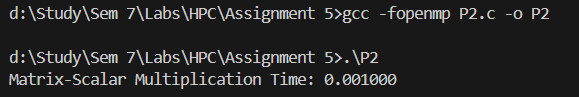 d:\Study\Sem 7\Labs\HPC\Assignment 5>gcc -fopenmp P2.c -o P2
d:\Study\Sem 7\Labs\HPC\Assignment 5>.\P2
Matrix-Scalar Multiplication Time: 0.001000